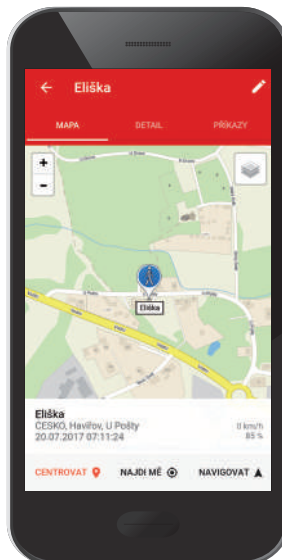 Eliška
MAPA DETAIL PŘÍKAZY
+
-
U Pošty
Eliška
Eliška
ČESKO, Havířov, U Pošty 0 km/h
20.07.2017 07:11:24 85 %
CENTROVAT NAJDI MĚ NAVIGOVAT